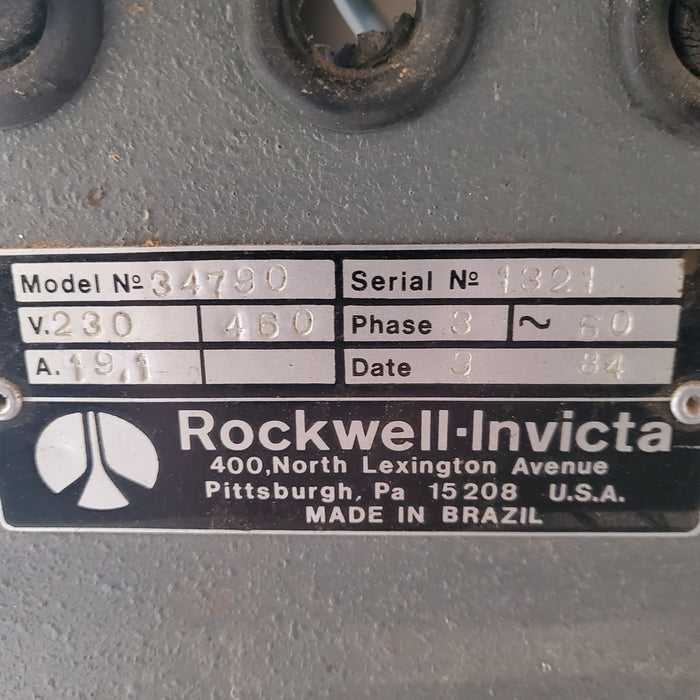 Model Nº 34790 Serial Nº 1321
V. 230 460 Phase 3 ~ 60
A. 19,1 Date 9 84
Rockwell·Invicta
400,North Lexington Avenue
Pittsburgh, Pa 15208 U.S.A.
MADE IN BRAZIL